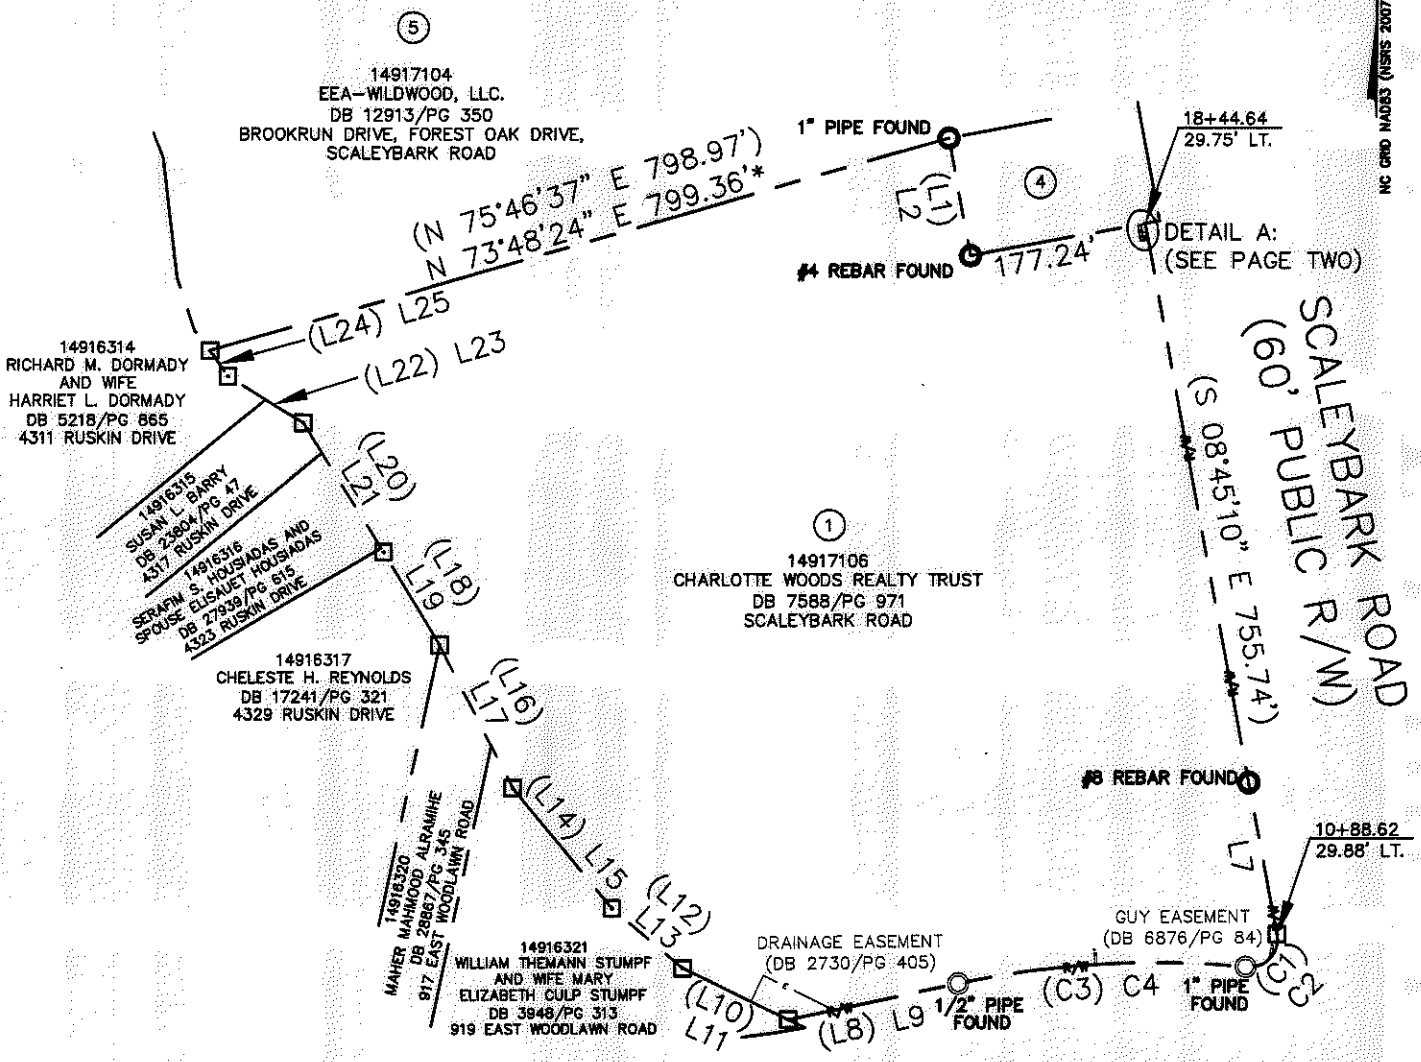 5
14917104
EEA-WILDWOOD, LLC.
DB 12913/PG 350
BROOKRUN DRIVE, FOREST OAK DRIVE,
SCALEYBARK ROAD
NC GRID NAD83 (NSRS 2007
1" PIPE FOUND
18+44.64
29.75' LT.
(N 75°46'37" E 798.97')
N 73°48'24" E 799.36'*
(L1)
L2
4
#4 REBAR FOUND
177.24'
DETAIL A:
(SEE PAGE TWO)
(L24) L25
(L22) L23
14916314
RICHARD M. DORMADY
AND WIFE
HARRIET L. DORMADY
DB 5218/PG 865
4311 RUSKIN DRIVE
SCALEYBARK ROAD
(60' PUBLIC R/W)
(S 08°45'10" E 755.74')
R/W
R/W
(L20)
L21
14916315
SUSAN L. BARRY
DB 23804/PG 47
4317 RUSKIN DRIVE
14916316
SERAFIM S. HOUSIADAS AND
SPOUSE ELISAUET HOUSIADAS
DB 27939/PG 615
4323 RUSKIN DRIVE
(L18)
L19
1
14917106
CHARLOTTE WOODS REALTY TRUST
DB 7588/PG 971
SCALEYBARK ROAD
14916317
CHELESTE H. REYNOLDS
DB 17241/PG 321
4329 RUSKIN DRIVE
(L16)
L17
#8 REBAR FOUND
(L14) L15
14916320
MAHER MAHMOOD ALRAMIHE
DB 28867/PG 345
917 EAST WOODLAWN ROAD
L7
10+88.62
29.88' LT.
(L12)
L13
14916321
WILLIAM THEMANN STUMPF
AND WIFE MARY
ELIZABETH CULP STUMPF
DB 3948/PG 313
919 EAST WOODLAWN ROAD
DRAINAGE EASEMENT
(DB 2730/PG 405)
GUY EASEMENT
(DB 6876/PG 84)
R/W
(L10)
L11
R/W
(L8) L9
1/2" PIPE
FOUND
R/W
(C3) C4
1" PIPE
FOUND
(C1)
C2